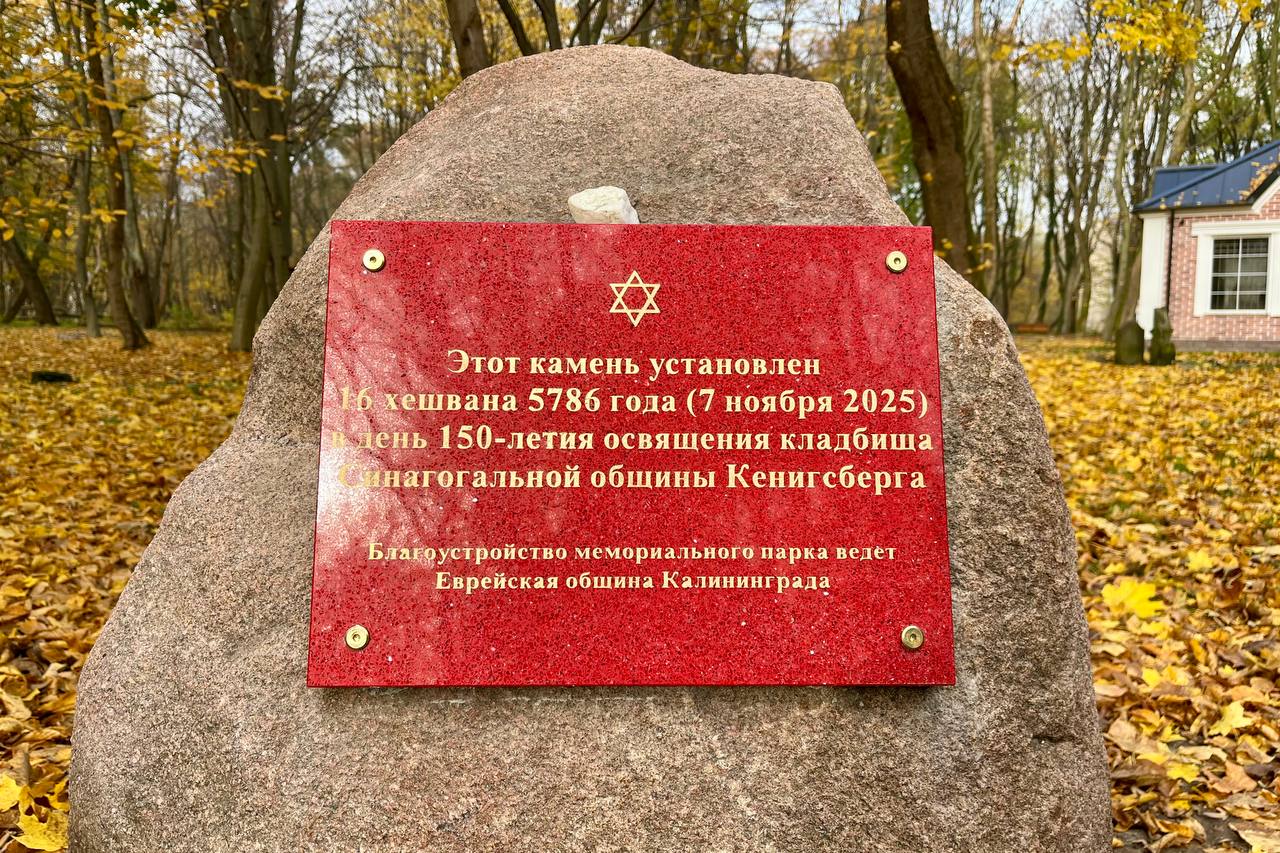 Этот камень установлен
16 хешвана 5786 года (7 ноября 2025)
в день 150-летия освящения кладбища
Синагогальной общины Кенигсберга
Благоустройство мемориального парка ведет
Еврейская община Калининграда